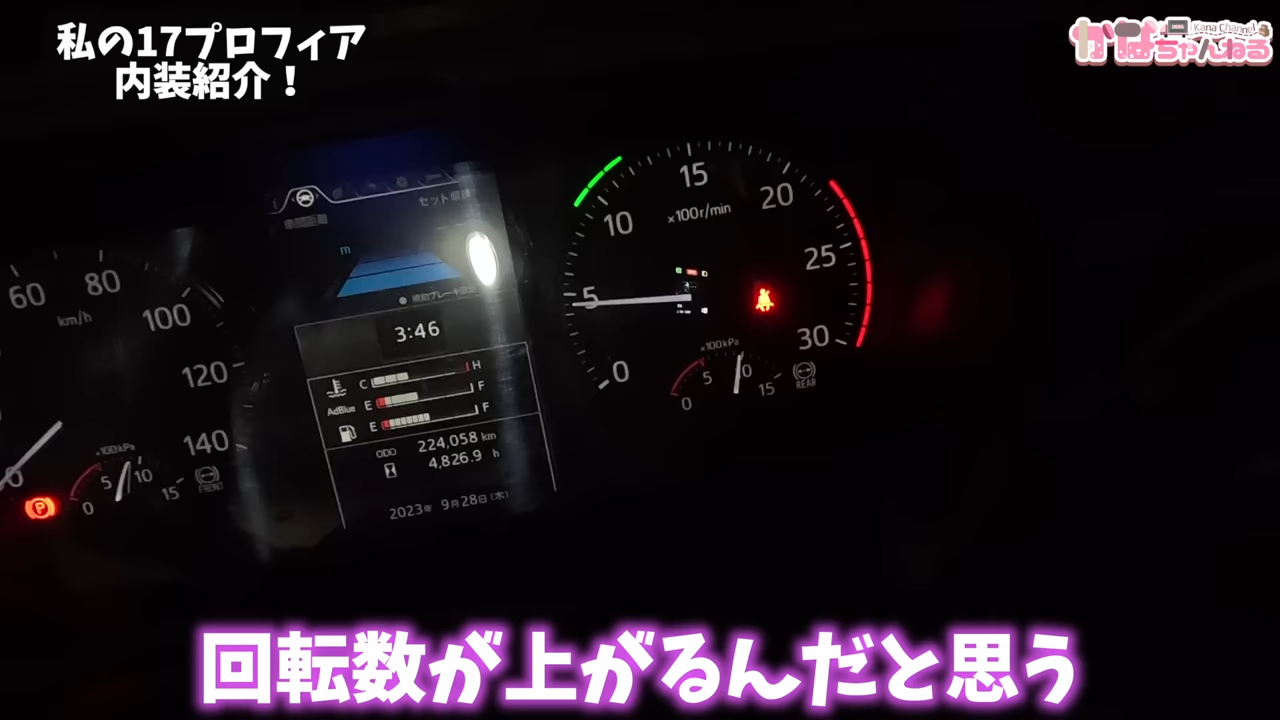 私の17プロフィア
内装紹介！
Kana Channel
かなちゃんねる
60
80
100
120
140
km/h
×100kPa
0
5
10
15
FRONT
P
m
3:46
C H
AdBlue E F
E F
ODO 224,058 km
4,826.9 h
2023年 9月28日(木)
0
5
10
15
20
25
30
×100r/min
×100kPa
0
5
15
REAR
回転数が上がるんだと思う